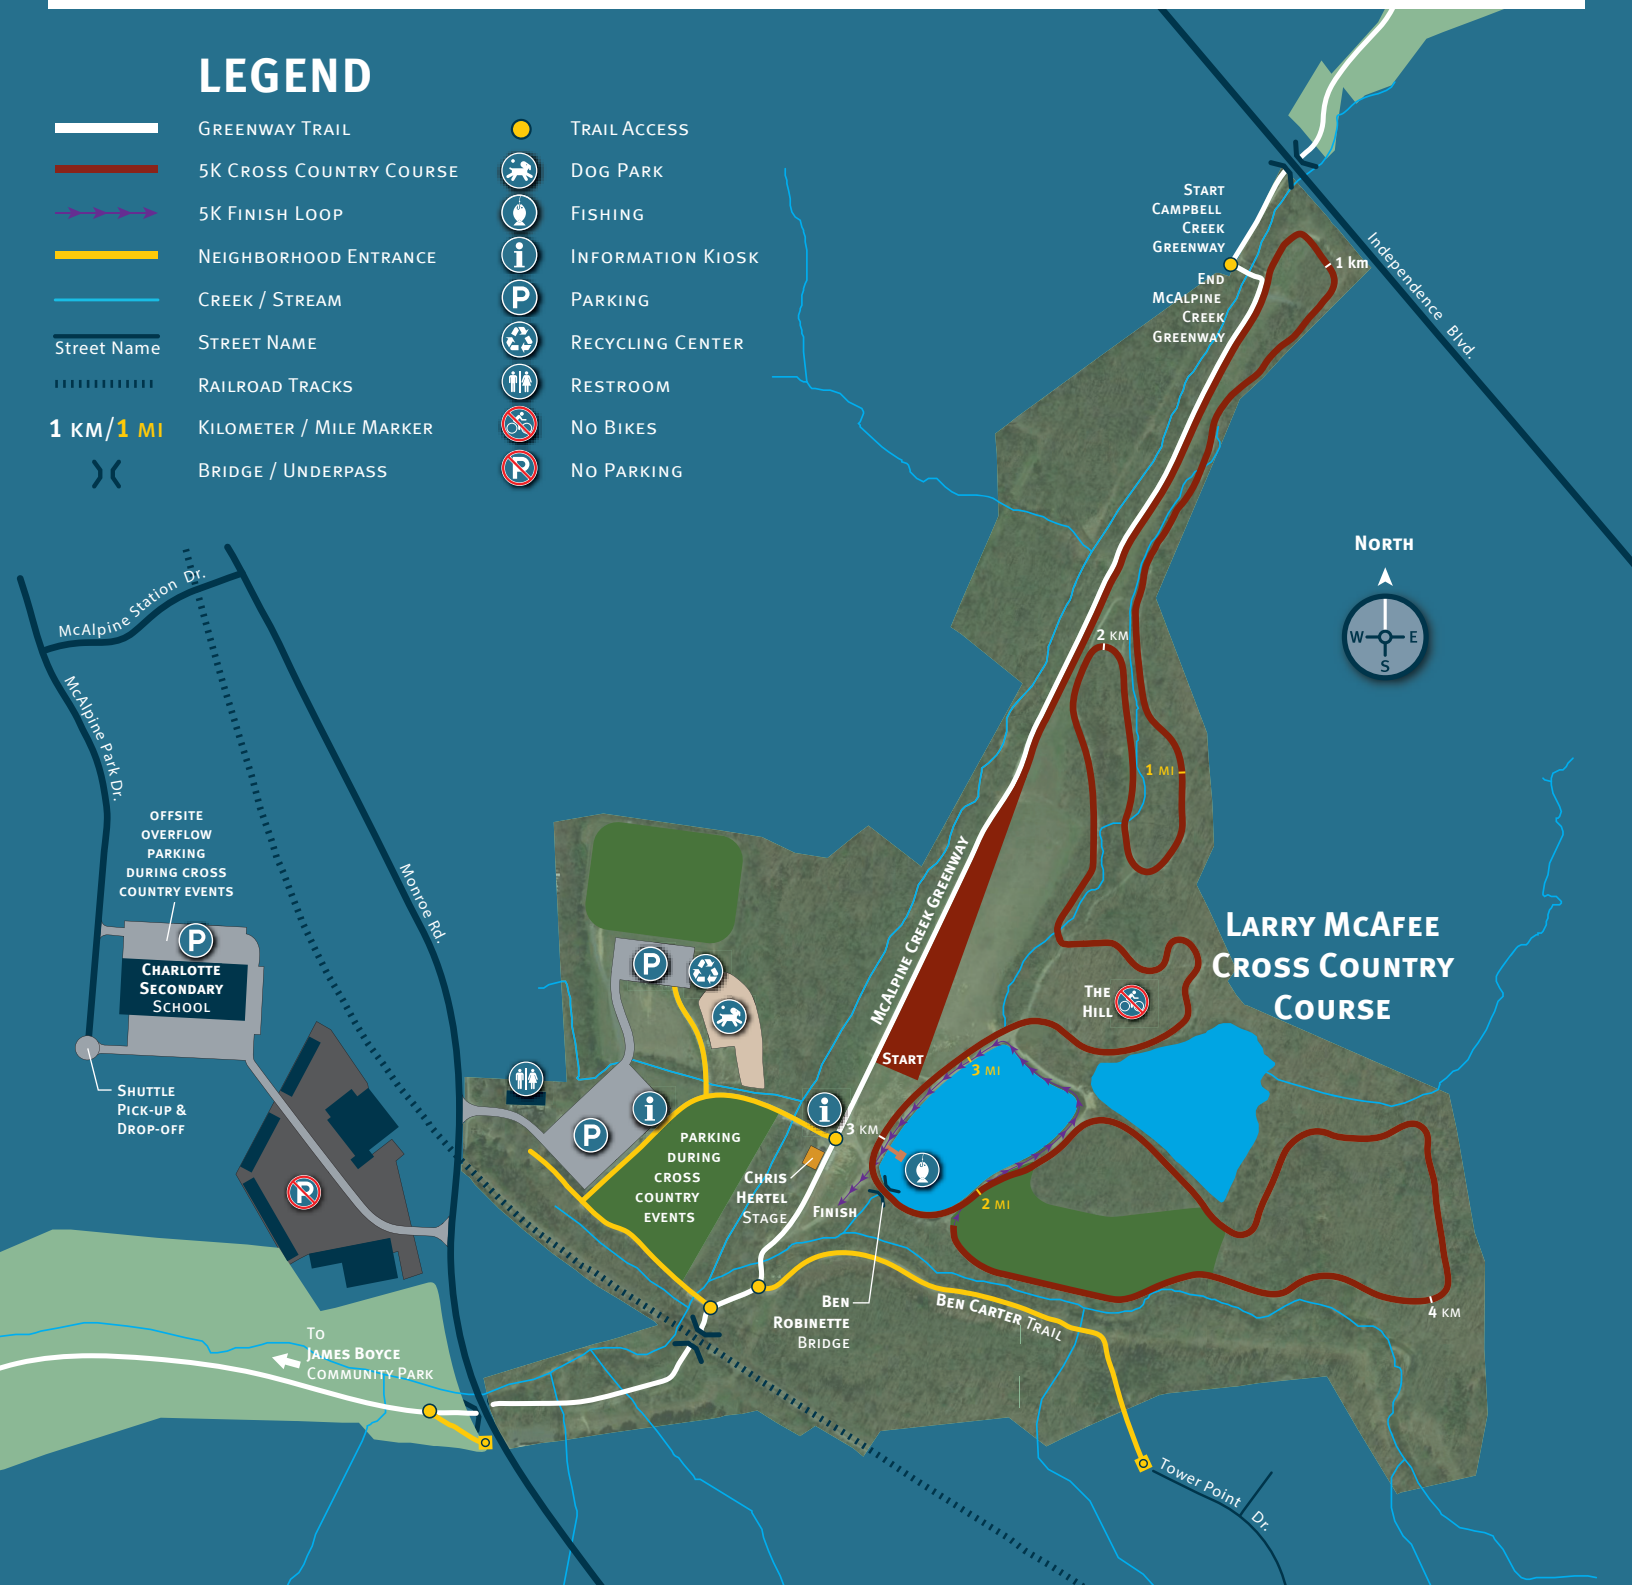 LEGEND
GREENWAY TRAIL
5K CROSS COUNTRY COURSE
5K FINISH LOOP
NEIGHBORHOOD ENTRANCE
CREEK / STREAM
Street Name
STREET NAME
RAILROAD TRACKS
1 KM/1 MI
KILOMETER / MILE MARKER
BRIDGE / UNDERPASS
TRAIL ACCESS
DOG PARK
FISHING
i
INFORMATION KIOSK
P
PARKING
RECYCLING CENTER
RESTROOM
NO BIKES
P
NO PARKING
START
CAMPBELL
CREEK
GREENWAY
END
MCALPINE
CREEK
GREENWAY
1 km
Independence Blvd.
NORTH
W
E
S
McAlpine Station Dr.
McAlpine Park Dr.
Monroe Rd.
OFFSITE
OVERFLOW
PARKING
DURING CROSS
COUNTRY EVENTS
P
CHARLOTTE
SECONDARY
SCHOOL
SHUTTLE
PICK-UP &
DROP-OFF
P
2 KM
1 MI
MCALPINE CREEK GREENWAY
LARRY MCAFEE
CROSS COUNTRY
COURSE
THE
HILL
P
START
3 MI
i
i
P
3 KM
PARKING
DURING
CROSS
COUNTRY
EVENTS
CHRIS
HERTEL
STAGE
FINISH
2 MI
BEN
ROBINETTE
BRIDGE
BEN CARTER TRAIL
4 KM
TO
JAMES BOYCE
COMMUNITY PARK
Tower Point Dr.